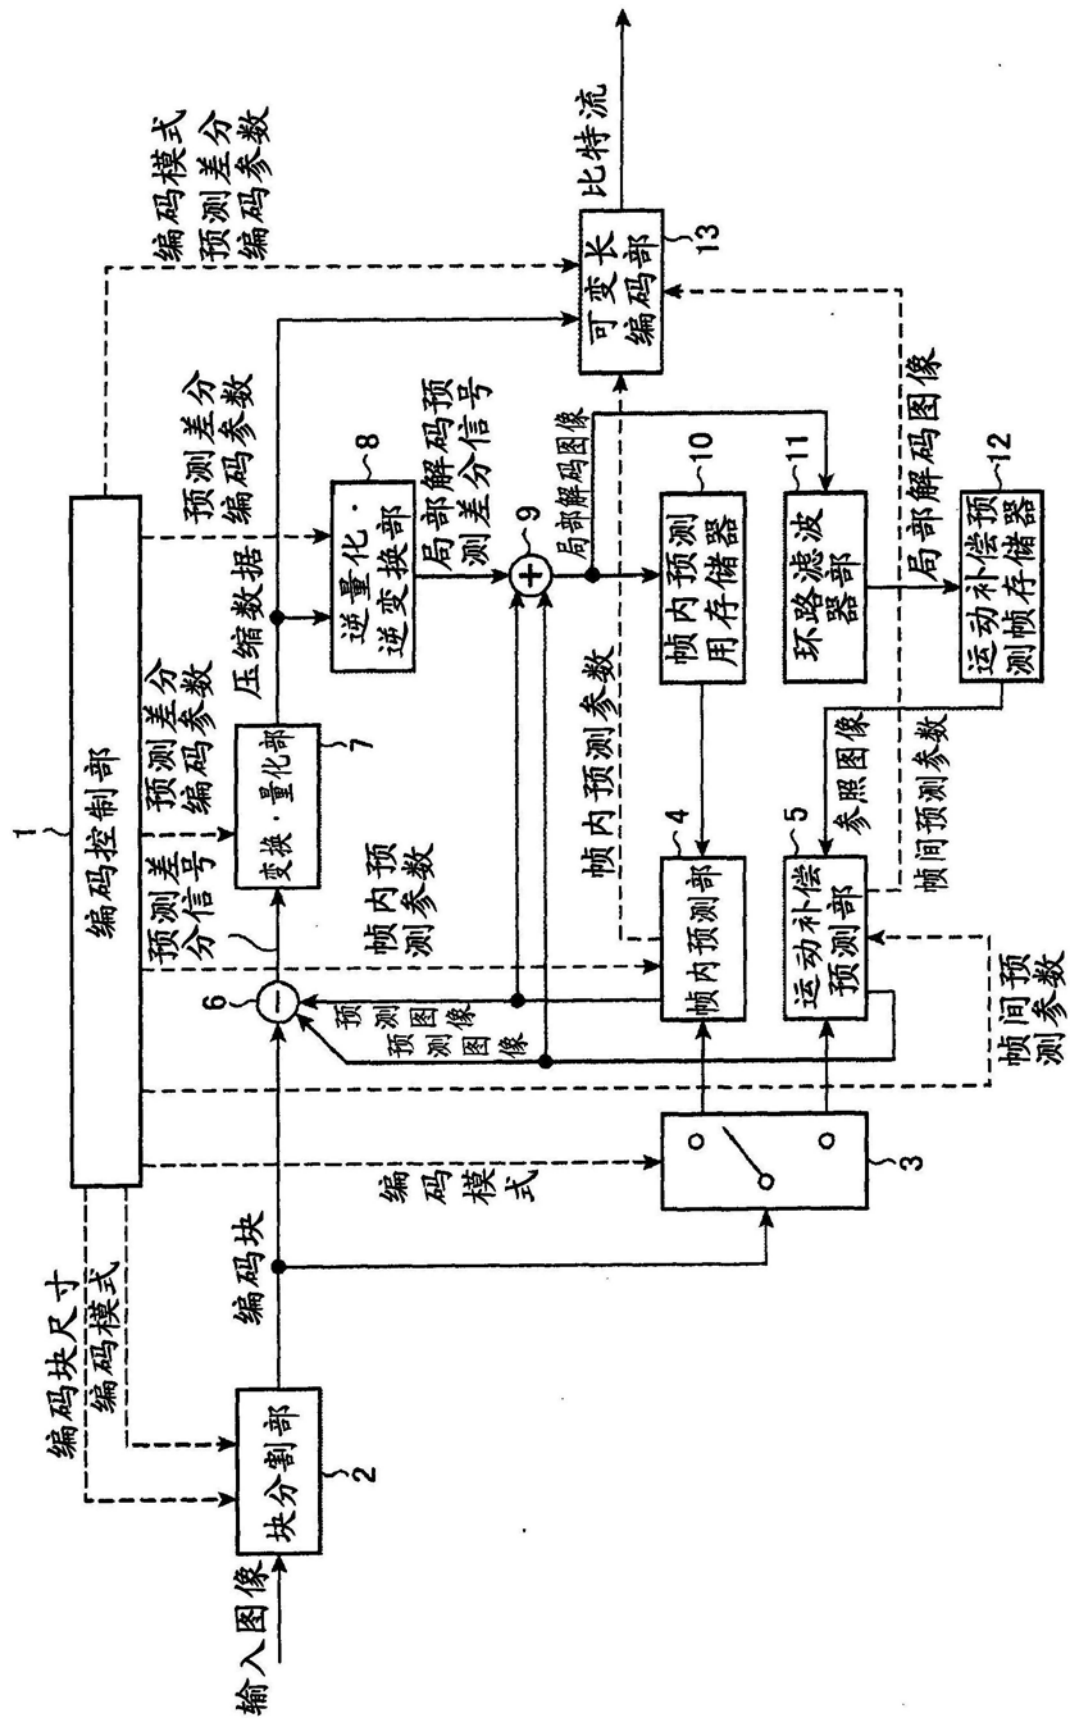 1
编码控制部
编码块尺寸
编码模式
输入图像
块分割部
2
编码块
预测差
分信号
6
预测差分
编码参数
变换·量化部
7
压缩数据
预测差分
编码参数
逆量化·
逆变换部
8
局部解码预
测差分信号
编码模式
预测差分
编码参数
比特流
可变长
编码部
13
9
局部解码图像
帧内预
测参数
预测图像
预测图像
编码模式
3
帧内预测参数
4
帧内预测部
帧内预测
用存储器
10
5
运动补偿
预测部
参照图像
环路滤波
器部
11
局部解码图像
帧间预测参数
帧间预
测参数
运动补偿预
测帧存储器
12